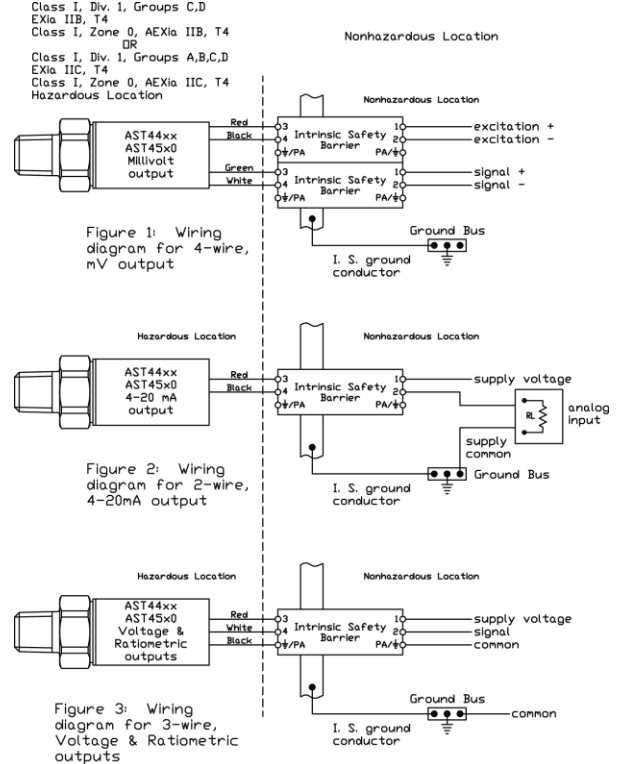 Class I, Div. 1, Groups C,D
EXia IIB, T4
Class I, Zone 0, AEXia IIB, T4
OR
Class I, Div. 1, Groups A,B,C,D
EXia IIC, T4
Class I, Zone 0, AEXia IIC, T4
Hazardous Location
Nonhazardous Location
Nonhazardous Location
AST44xx
AST45x0
Millivolt
output
Red
Black
Green
White
3
4
/PA
Intrinsic Safety
Barrier
1
2
PA/
3
4
/PA
Intrinsic Safety
Barrier
1
2
PA/
excitation +
excitation -
signal +
signal -
Figure 1: Wiring
diagram for 4-wire,
mV output
Ground Bus
I. S. ground
conductor
Hazardous Location
Nonhazardous Location
AST44xx
AST45x0
4-20 mA
output
Red
Black
3
4
/PA
Intrinsic Safety
Barrier
1
2
PA/
supply voltage
RL
analog
input
supply
common
Ground Bus
I. S. ground
conductor
Figure 2: Wiring
diagram for 2-wire,
4-20mA output
Hazardous Location
Nonhazardous Location
AST44xx
AST45x0
Voltage &
Ratiometric
outputs
Red
White
Black
3
4
/PA
Intrinsic Safety
Barrier
1
2
PA/
supply voltage
signal
common
Figure 3: Wiring
diagram for 3-wire,
Voltage & Ratiometric
outputs
Ground Bus
common
I. S. ground
conductor